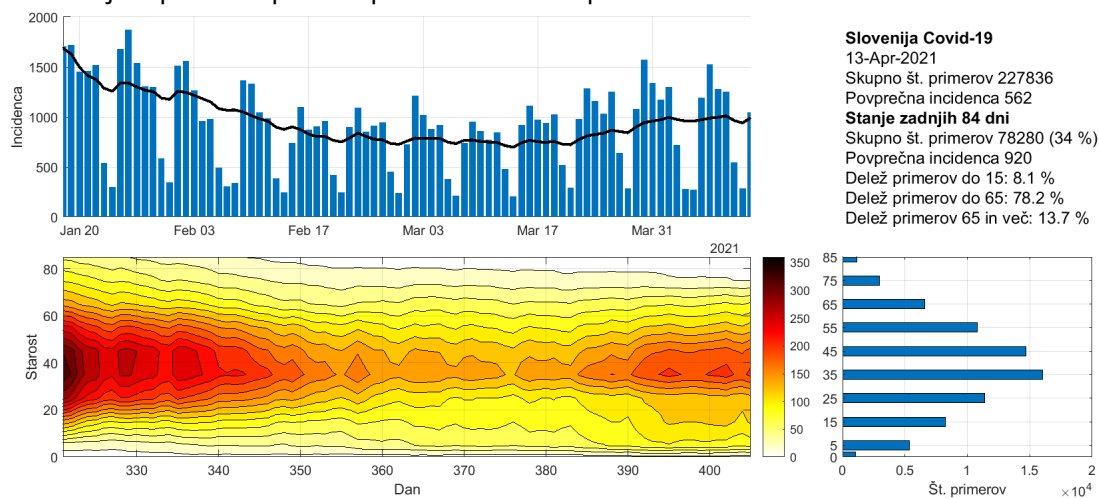 2000
1500
1000
500
0
Incidenca
Jan 20 Feb 03 Feb 17 Mar 03 Mar 17 Mar 31
2021
Slovenija Covid-19
13-Apr-2021
Skupno št. primerov 227836
Povprečna incidenca 562
Stanje zadnjih 84 dni
Skupno št. primerov 78280 (34 %)
Povprečna incidenca 920
Delež primerov do 15: 8.1 %
Delež primerov do 65: 78.2 %
Delež primerov 65 in več: 13.7 %
80
60
40
20
0
Starost
330 340 350 360 370 380 390 400
Dan
350
300
250
200
150
100
50
0
85
75
65
55
45
35
25
15
5
0
0 0.5 1 1.5 2
Št. primerov
×10⁴